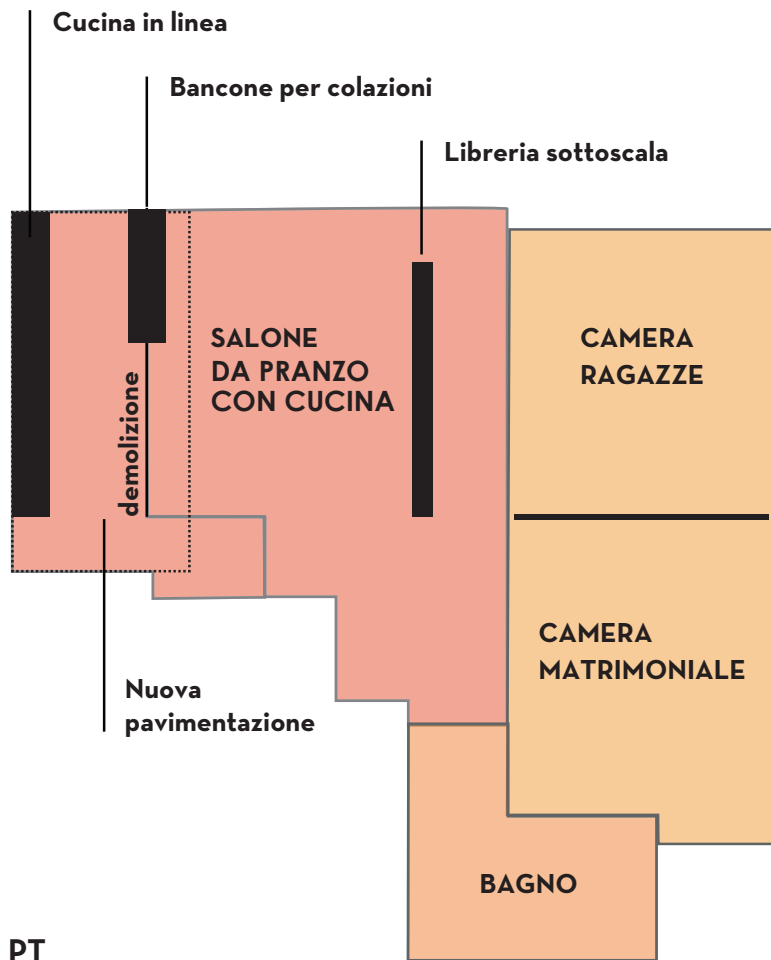 Cucina in linea
Bancone per colazioni
Libreria sottoscala
SALONE
DA PRANZO
CON CUCINA
CAMERA
RAGAZZE
demolizione
CAMERA
MATRIMONIALE
Nuova
pavimentazione
BAGNO
PT